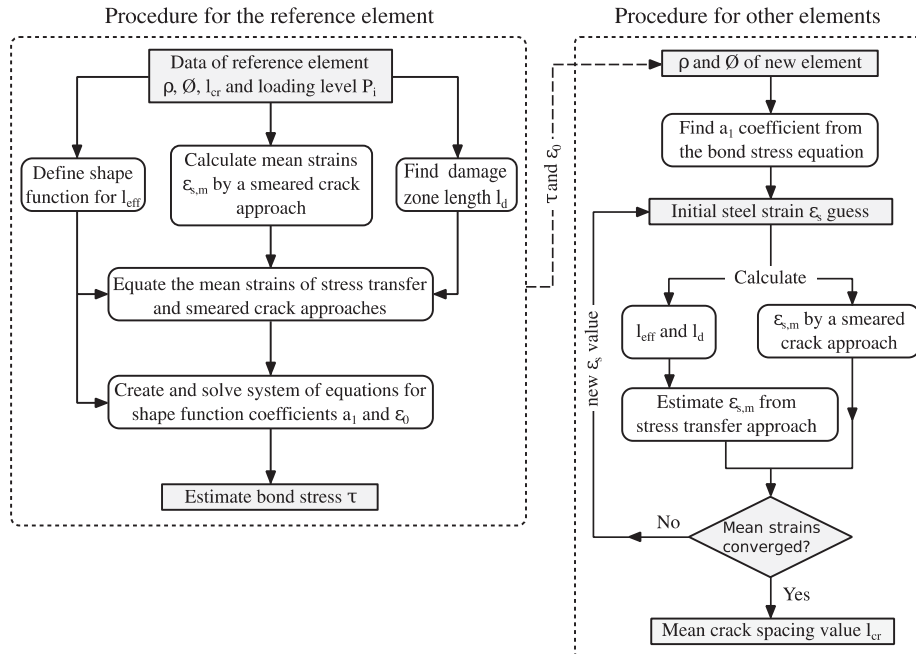 Procedure for the reference element
Data of reference element
ρ, Ø, l_cr and loading level P_i
Define shape
function for l_eff
Calculate mean strains
ε_s,m by a smeared crack
approach
Find damage
zone length l_d
Equate the mean strains of stress transfer
and smeared crack approaches
Create and solve system of equations for
shape function coefficients a_1 and ε_0
Estimate bond stress τ
τ and ε_0
Procedure for other elements
ρ and Ø of new element
Find a_1 coefficient from
the bond stress equation
Initial steel strain ε_s guess
Calculate
l_eff and l_d
ε_s,m by a smeared
crack approach
new ε_s value
Estimate ε_s,m from
stress transfer approach
Mean strains
converged?
No
Yes
Mean crack spacing value l_cr